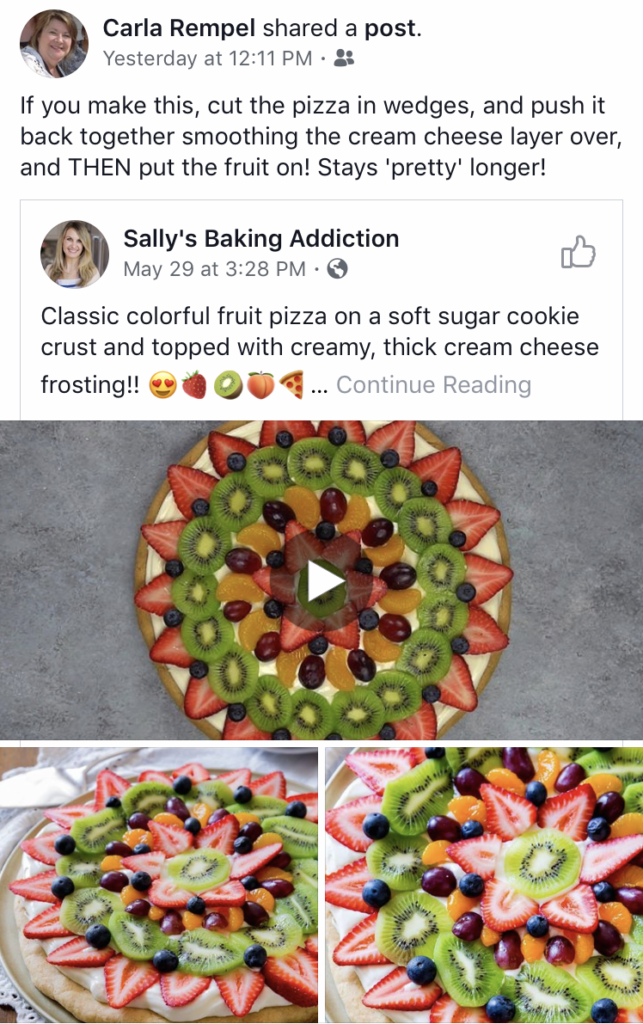 Carla Rempel shared a post.
Yesterday at 12:11 PM ·
If you make this, cut the pizza in wedges, and push it
back together smoothing the cream cheese layer over,
and THEN put the fruit on! Stays 'pretty' longer!
Sally's Baking Addiction
May 29 at 3:28 PM ·
Classic colorful fruit pizza on a soft sugar cookie
crust and topped with creamy, thick cream cheese
frosting!! 😍🍓🥝🍑🍕 ... Continue Reading